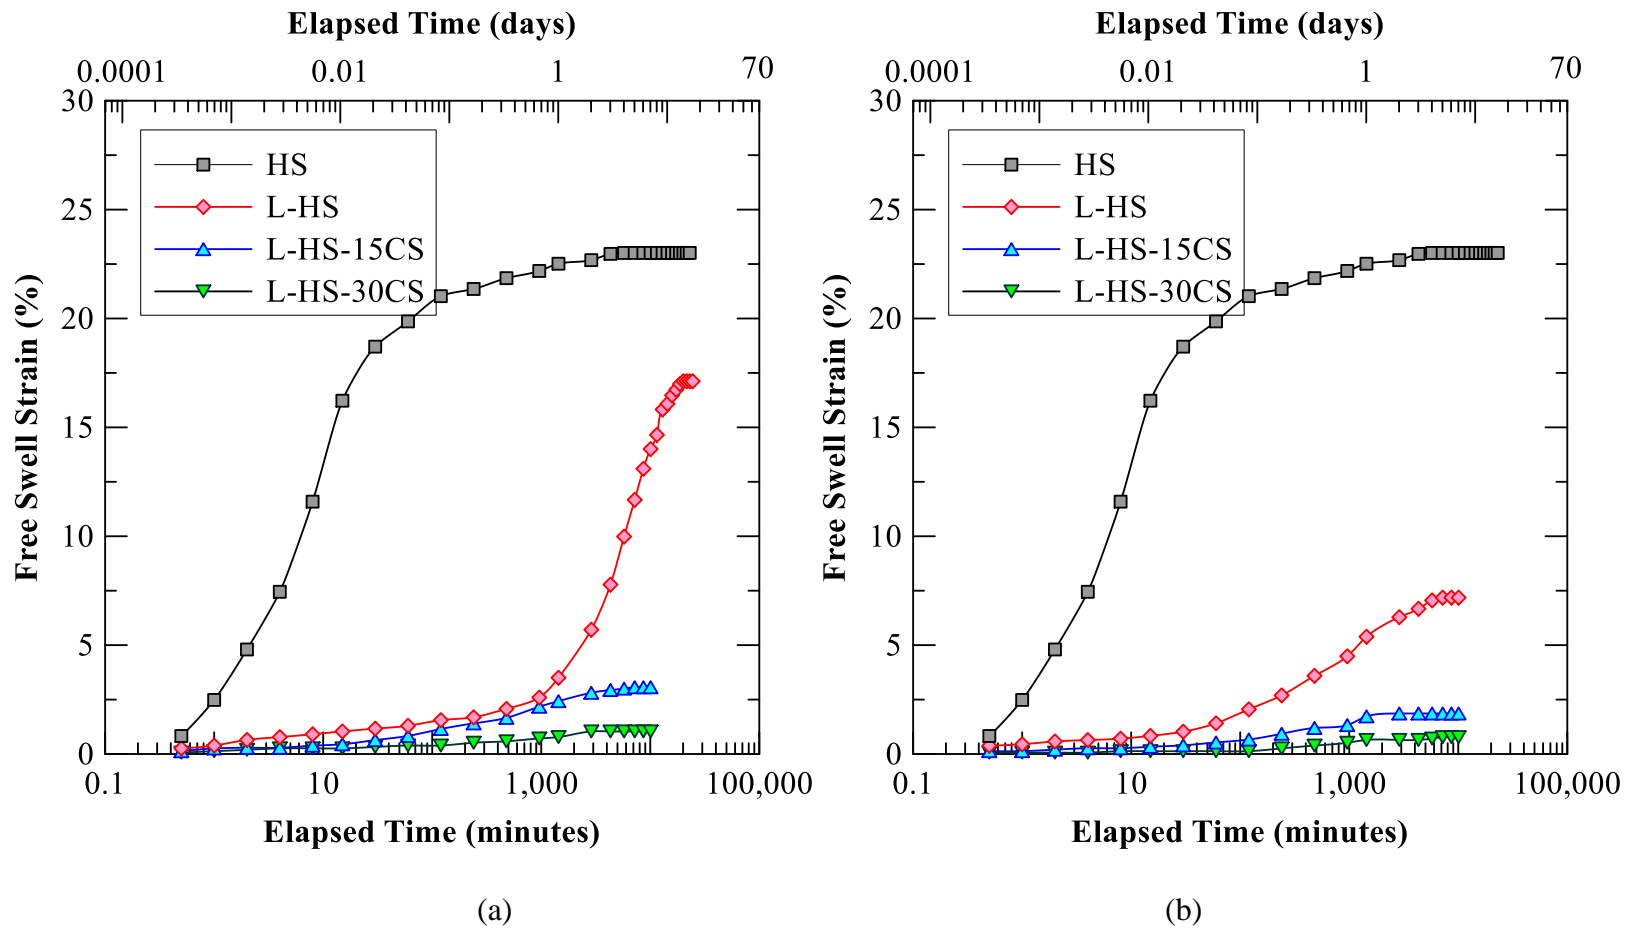 Elapsed Time (days)
0.0001 0.01 1 70
30
25
20
15
10
5
0
Free Swell Strain (%)
HS
L-HS
L-HS-15CS
L-HS-30CS
0.1 10 1,000 100,000
Elapsed Time (minutes)
(a)
Elapsed Time (days)
0.0001 0.01 1 70
30
25
20
15
10
5
0
Free Swell Strain (%)
HS
L-HS
L-HS-15CS
L-HS-30CS
0.1 10 1,000 100,000
Elapsed Time (minutes)
(b)